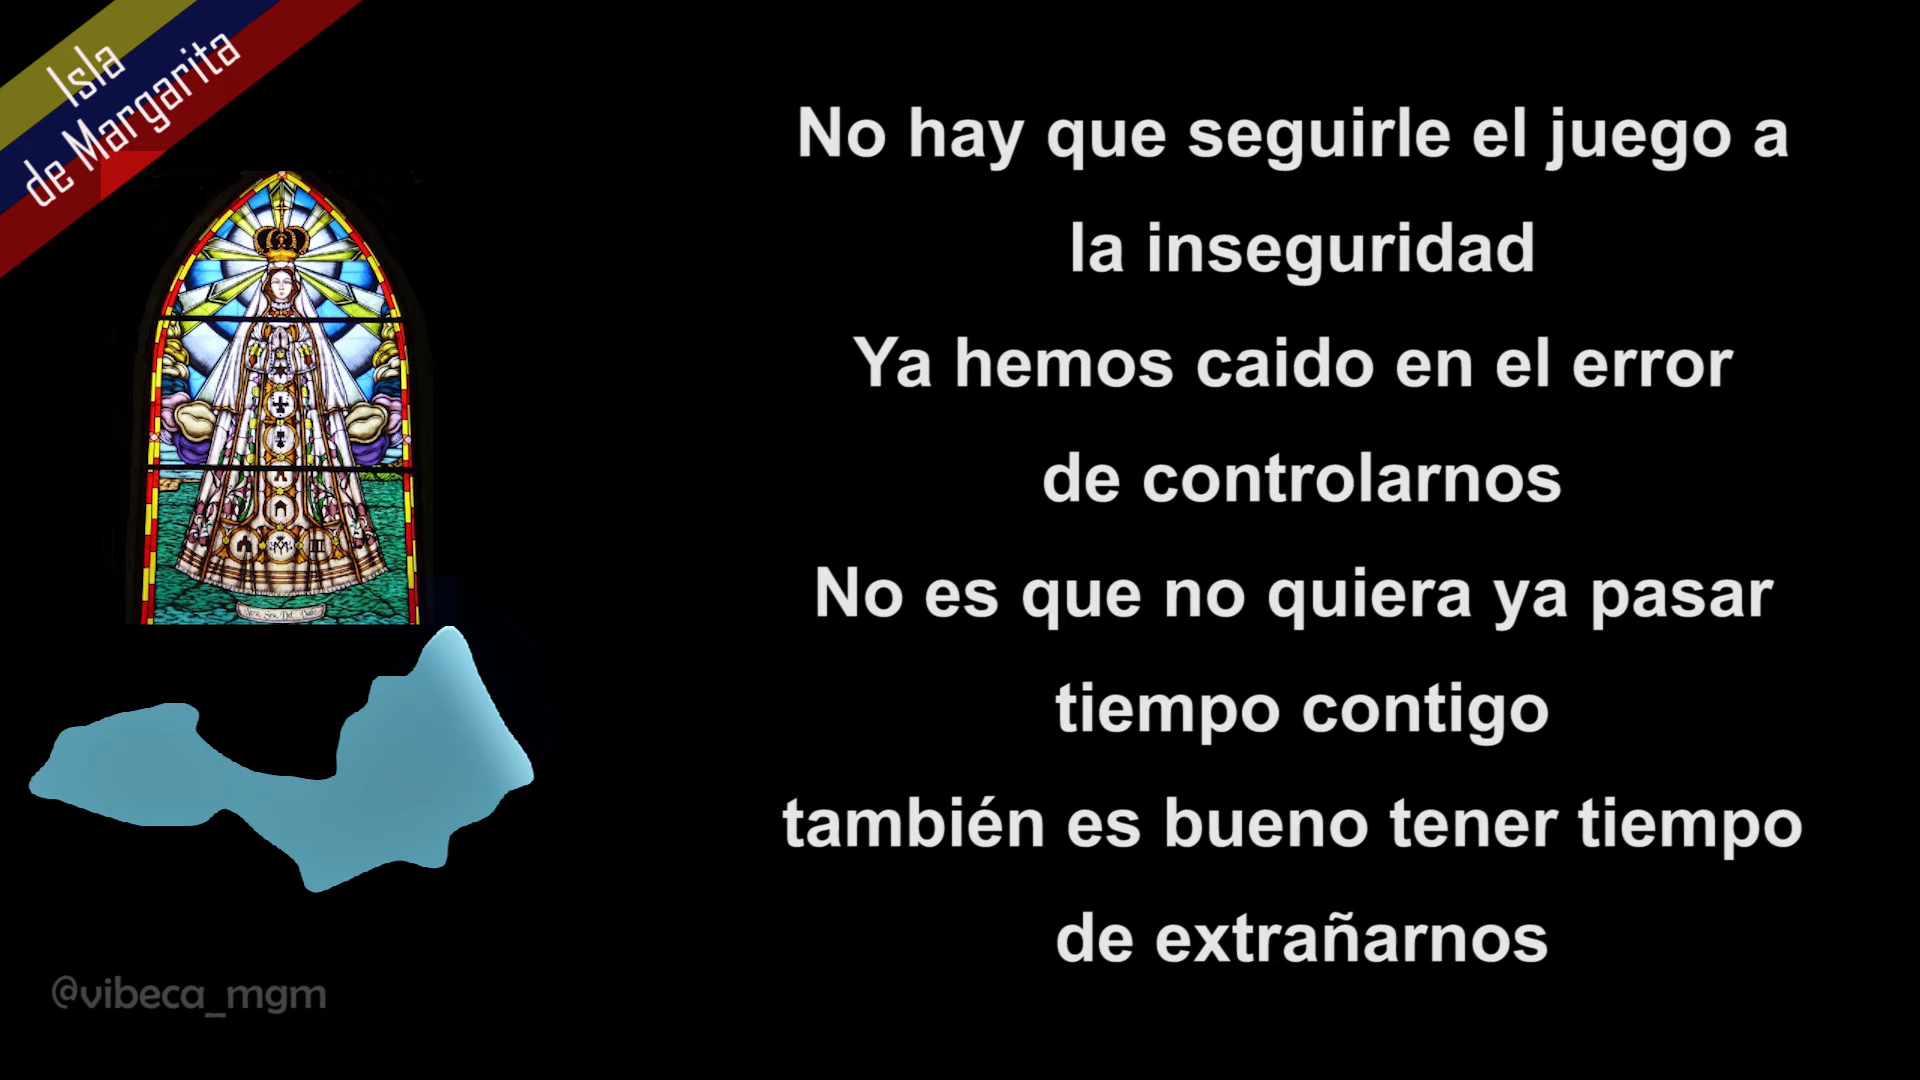 Isla
de Margarita
No hay que seguirle el juego a
la inseguridad
Ya hemos caido en el error
de controlarnos
No es que no quiera ya pasar
tiempo contigo
también es bueno tener tiempo
de extrañarnos
@vibeca_mgm